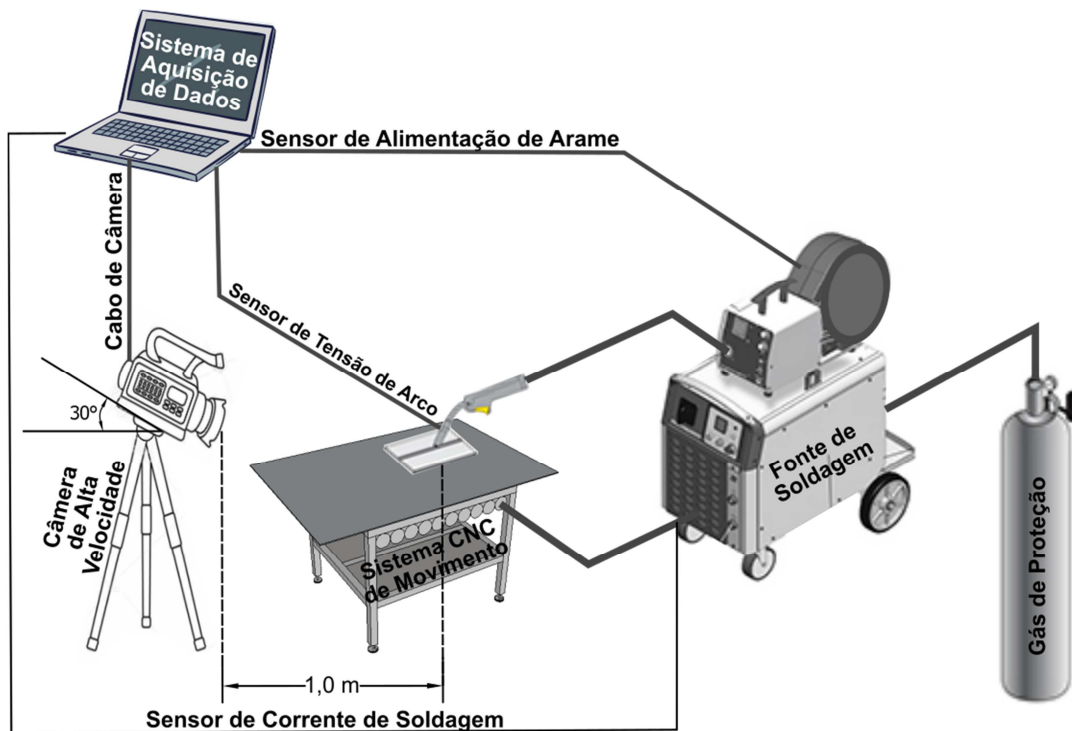 Sistema de
Aquisição
de Dados
Sensor de Alimentação de Arame
Cabo de Câmera
Sensor de Tensão de Arco
30º
Câmera
de Alta
Velocidade
Sistema CNC
de Movimento
Fonte de
Soldagem
Gás de Proteção
1,0 m
Sensor de Corrente de Soldagem